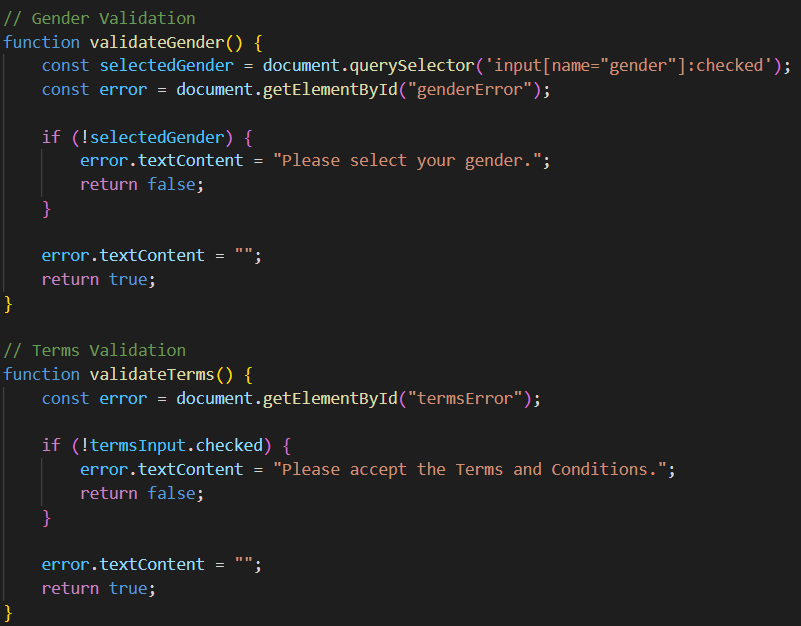 // Gender Validation
function validateGender() {
    const selectedGender = document.querySelector('input[name="gender"]:checked');
    const error = document.getElementById("genderError");

    if (!selectedGender) {
        error.textContent = "Please select your gender.";
        return false;
    }

    error.textContent = "";
    return true;
}

// Terms Validation
function validateTerms() {
    const error = document.getElementById("termsError");

    if (!termsInput.checked) {
        error.textContent = "Please accept the Terms and Conditions.";
        return false;
    }

    error.textContent = "";
    return true;
}